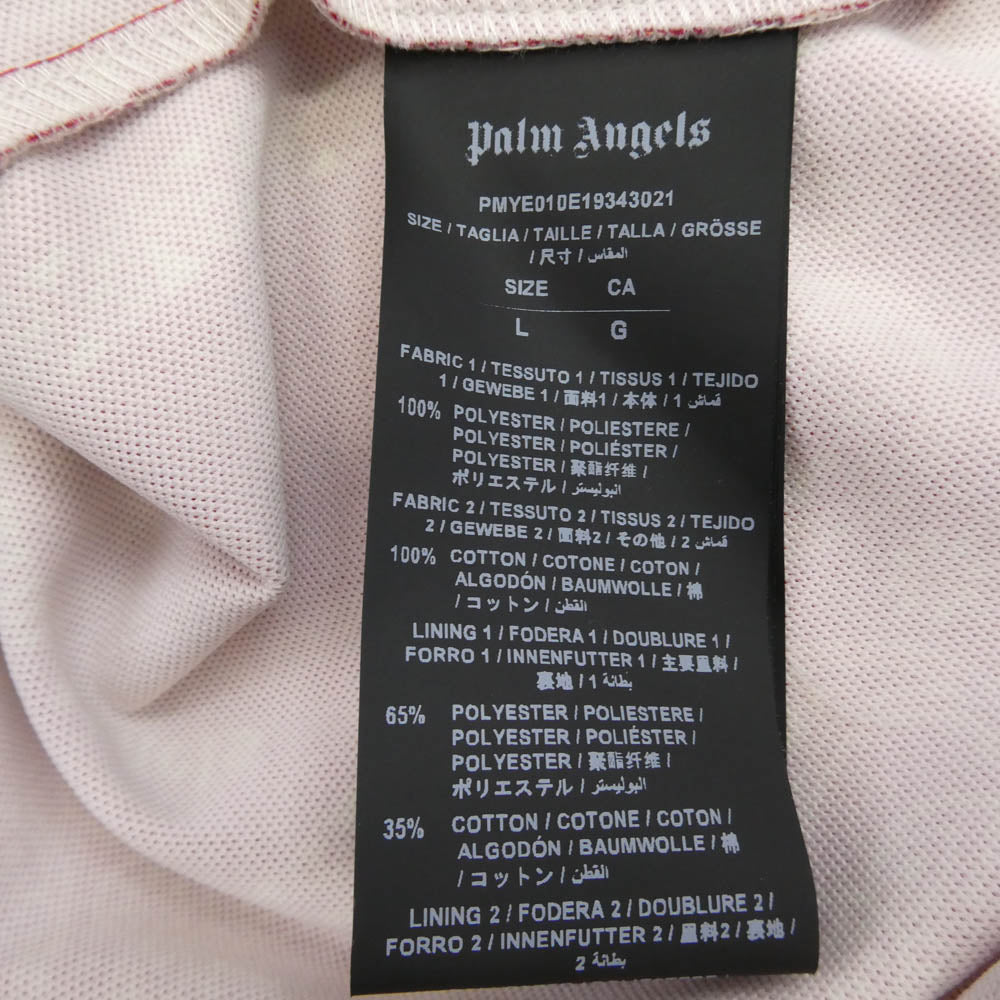 Palm Angels
PMYE010E19343021
SIZE / TAGLIA / TAILLE / TALLA / GRÖSSE
/ 尺寸 / المقاس
SIZE CA
L G
FABRIC 1 / TESSUTO 1 / TISSUS 1 / TEJIDO
1 / GEWEBE 1 / 面料1 / 本体 / قماش 1
100% POLYESTER / POLIESTERE /
POLYESTER / POLIÉSTER /
POLYESTER / 聚酯纤维 /
ポリエステル / البوليستر
FABRIC 2 / TESSUTO 2 / TISSUS 2 / TEJIDO
2 / GEWEBE 2 / 面料2 / その他 / قماش 2
100% COTTON / COTONE / COTON /
ALGODÓN / BAUMWOLLE / 棉
/ コットン / القطن
LINING 1 / FODERA 1 / DOUBLURE 1 /
FORRO 1 / INNENFUTTER 1 / 主要里料 /
裏地 / بطانة 1
65% POLYESTER / POLIESTERE /
POLYESTER / POLIÉSTER /
POLYESTER / 聚酯纤维 /
ポリエステル / البوليستر
35% COTTON / COTONE / COTON /
ALGODÓN / BAUMWOLLE / 棉
/ コットン / القطن
LINING 2 / FODERA 2 / DOUBLURE 2 /
FORRO 2 / INNENFUTTER 2 / 里料2 / 裏地 /
بطانة 2